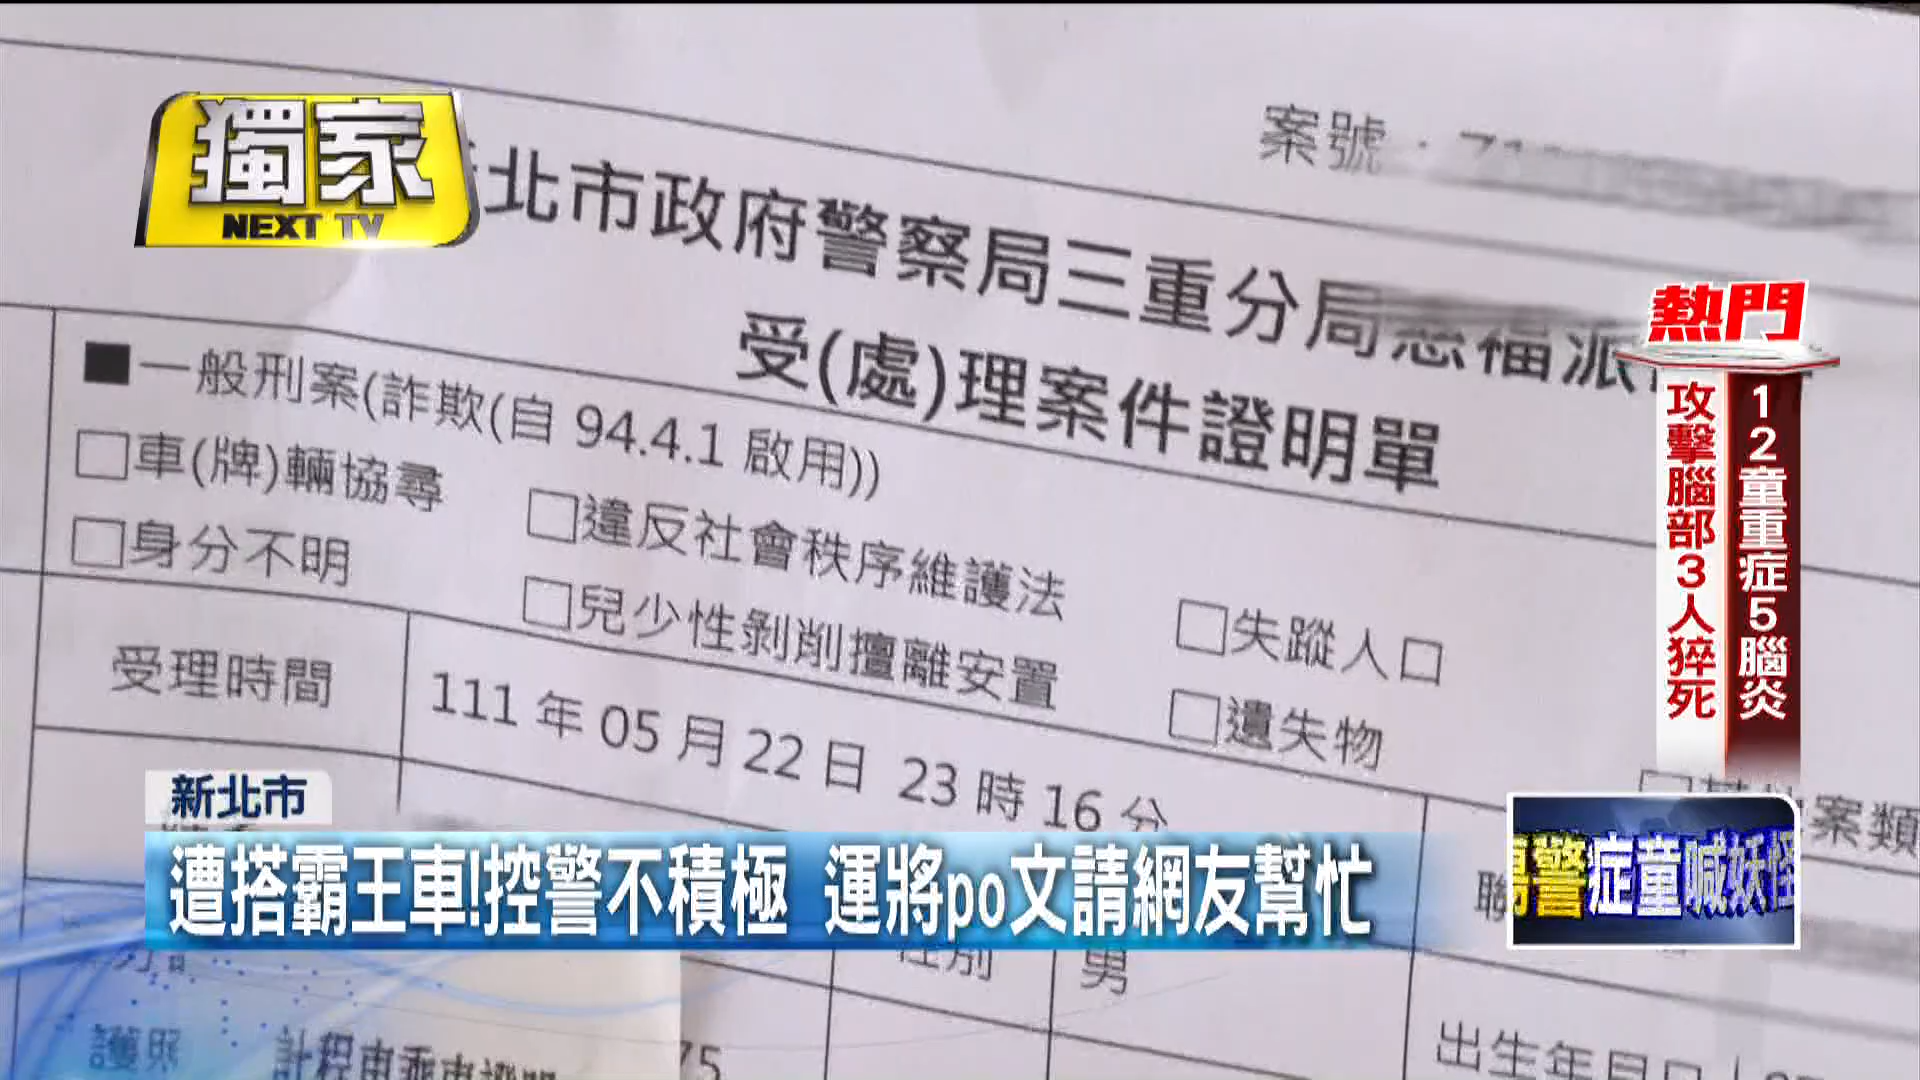 獨家
NEXT TV
案號：
北市政府警察局三重分局慈福派
受(處)理案件證明單
■一般刑案(詐欺(自 94.4.1 啟用))
□車(牌)輛協尋
□違反社會秩序維護法
□失蹤人口
□身分不明
□兒少性剝削擅離安置
□遺失物
案類
受理時間
111 年 05 月 22 日 23 時 16 分
熱門
12童重症5腦炎
攻擊腦部3人猝死
新北市
遭搭霸王車!控警不積極 運將po文請網友幫忙
警症童喊妖怪
性別
男
護照
計程車乘車證明
75
出生年月日